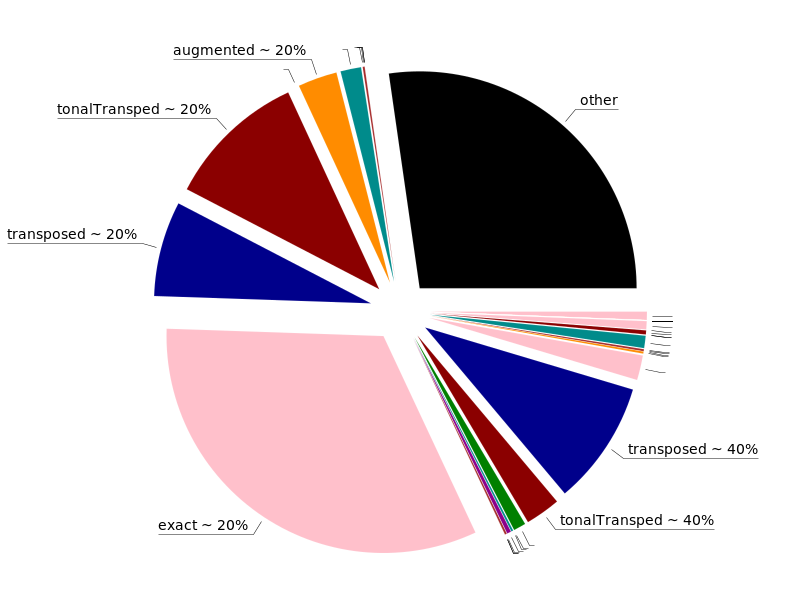 augmented ~ 20%
other
tonalTransped ~ 20%
transposed ~ 20%
transposed ~ 40%
exact ~ 20%
tonalTransped ~ 40%